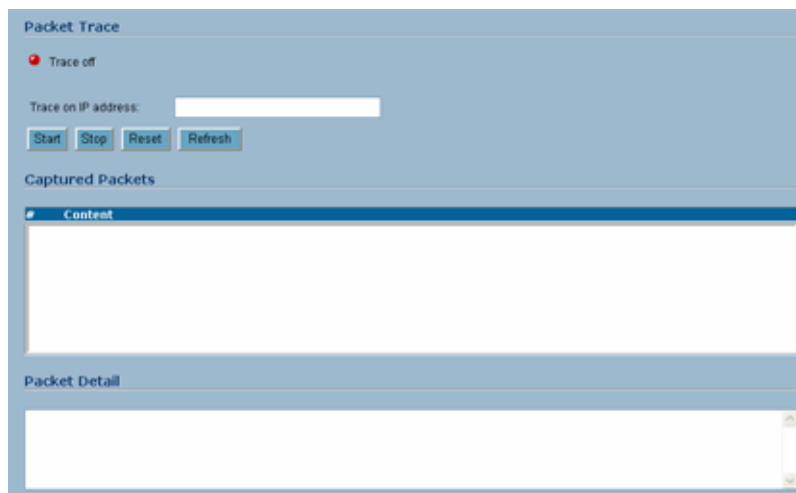 Packet Trace
Trace off
Trace on IP address:
Start Stop Reset Refresh
Captured Packets
# Content
Packet Detail